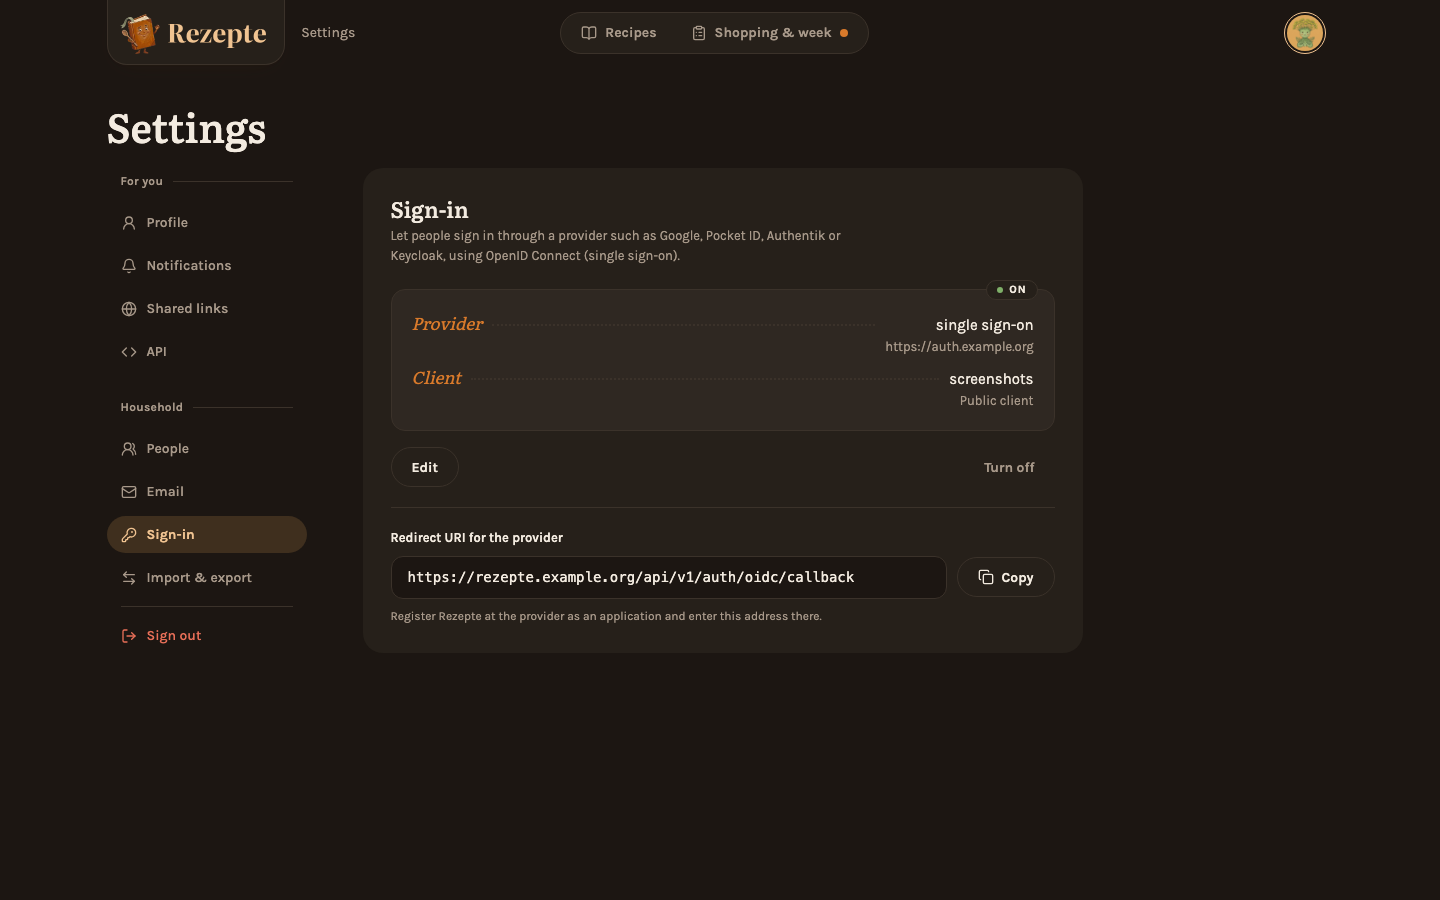 Rezepte
Settings
Recipes
Shopping & week
Settings
For you
Profile
Notifications
Shared links
API
Household
People
Email
Sign-in
Import & export
Sign out
Sign-in
Let people sign in through a provider such as Google, Pocket ID, Authentik or
Keycloak, using OpenID Connect (single sign-on).
ON
Provider single sign-on
https://auth.example.org
Client screenshots
Public client
Edit
Turn off
Redirect URI for the provider
https://rezepte.example.org/api/v1/auth/oidc/callback
Copy
Register Rezepte at the provider as an application and enter this address there.